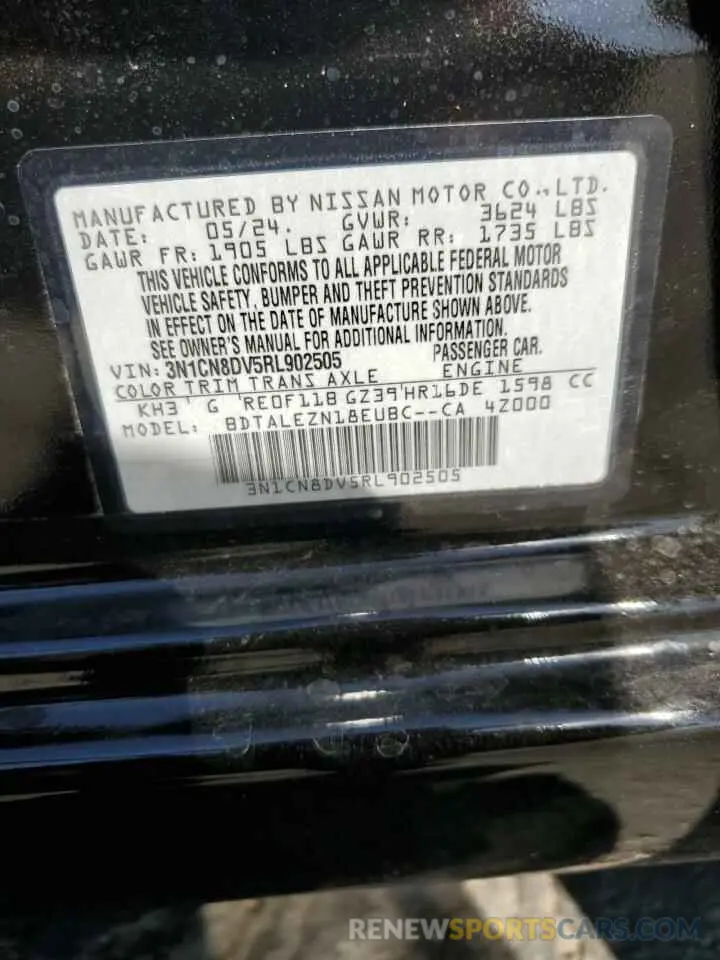 MANUFACTURED BY NISSAN MOTOR CO.,LTD.
DATE: 05/24. GVWR: 3624 LBS
GAWR FR: 1905 LBS GAWR RR: 1735 LBS
THIS VEHICLE CONFORMS TO ALL APPLICABLE FEDERAL MOTOR
VEHICLE SAFETY, BUMPER AND THEFT PREVENTION STANDARDS
IN EFFECT ON THE DATE OF MANUFACTURE SHOWN ABOVE.
SEE OWNER'S MANUAL FOR ADDITIONAL INFORMATION.
VIN: 3N1CN8DV5RL902505 PASSENGER CAR.
COLOR TRIM TRANS AXLE ENGINE
KH3 G RE0F11B GZ39 HR16DE 1598 CC
MODEL: BDTALEZN18EUBC--CA 4Z000
3N1CN8DV5RL902505
RENEWSPORTSCARS.COM